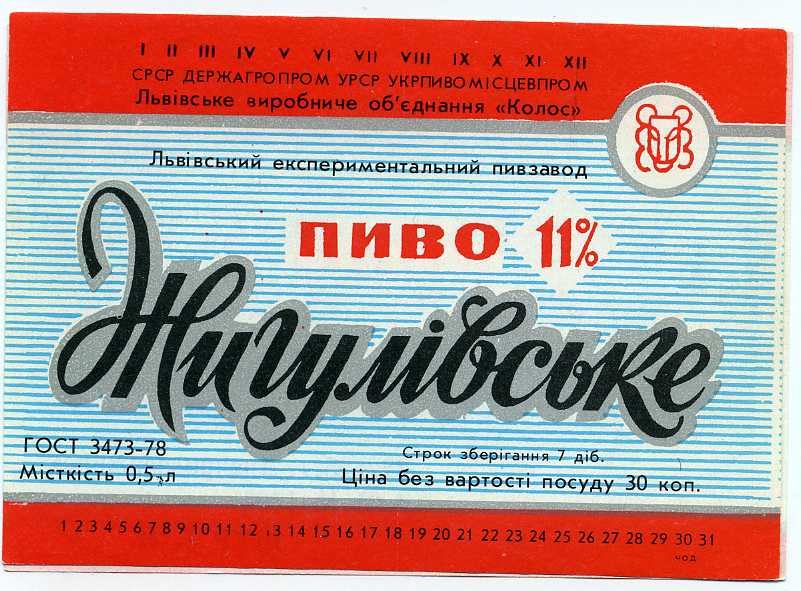 I II III IV V VI VII VIII IX X XI XII
СРСР ДЕРЖАГРОПРОМ УРСР УКРПИВОМІСЦЕВПРОМ
Львівське виробниче об'єднання «Колос»
Львівський експериментальний пивзавод
ПИВО 11%
Жигулівське
ГОСТ 3473-78
Строк зберігання 7 діб.
Місткість 0,5 л
Ціна без вартості посуду 30 коп.
1 2 3 4 5 6 7 8 9 10 11 12 13 14 15 16 17 18 19 20 21 22 23 24 25 26 27 28 29 30 31
чод